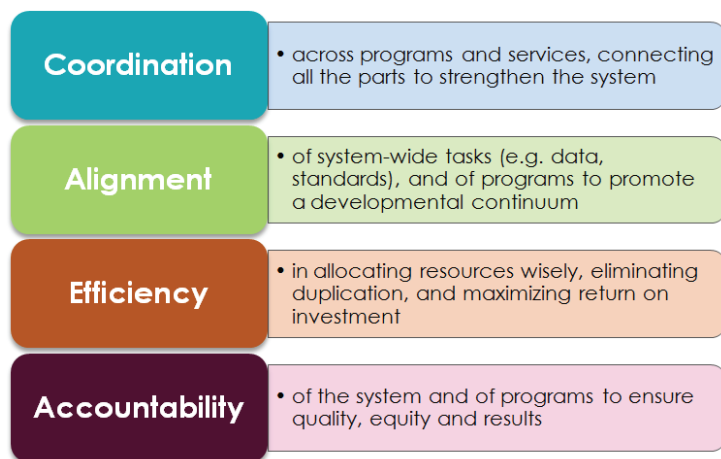 Coordination
• across programs and services, connecting
all the parts to strengthen the system
Alignment
• of system-wide tasks (e.g. data,
standards), and of programs to promote
a developmental continuum
Efficiency
• in allocating resources wisely, eliminating
duplication, and maximizing return on
investment
Accountability
• of the system and of programs to ensure
quality, equity and results